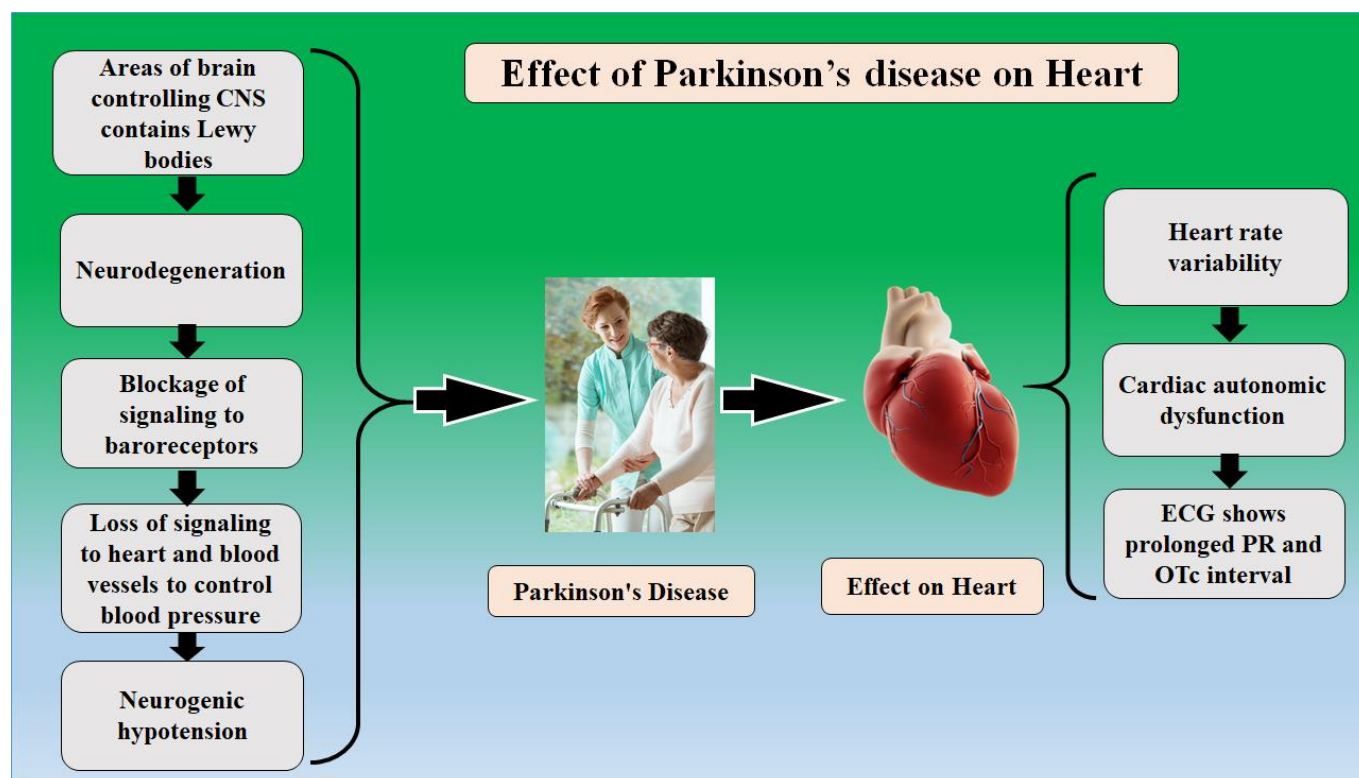 Effect of Parkinson's disease on Heart
Areas of brain
controlling CNS
contains Lewy
bodies
Neurodegeneration
Blockage of
signaling to
baroreceptors
Loss of signaling
to heart and blood
vessels to control
blood pressure
Neurogenic
hypotension
Parkinson's Disease
Effect on Heart
Heart rate
variability
Cardiac autonomic
dysfunction
ECG shows
prolonged PR and
OTc interval